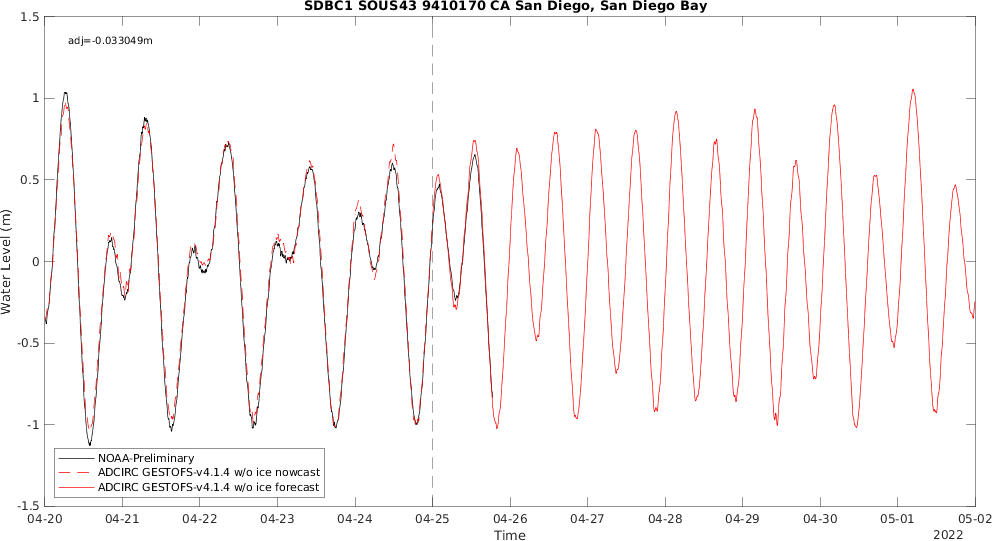 SDBC1 SOUS43 9410170 CA San Diego, San Diego Bay
adj=-0.033049m
1.5
1
0.5
0
-0.5
-1
-1.5
Water Level (m)
NOAA-Preliminary
ADCIRC GESTOFS-v4.1.4 w/o ice nowcast
ADCIRC GESTOFS-v4.1.4 w/o ice forecast
04-20 04-21 04-22 04-23 04-24 04-25 04-26 04-27 04-28 04-29 04-30 05-01 05-02
Time
2022